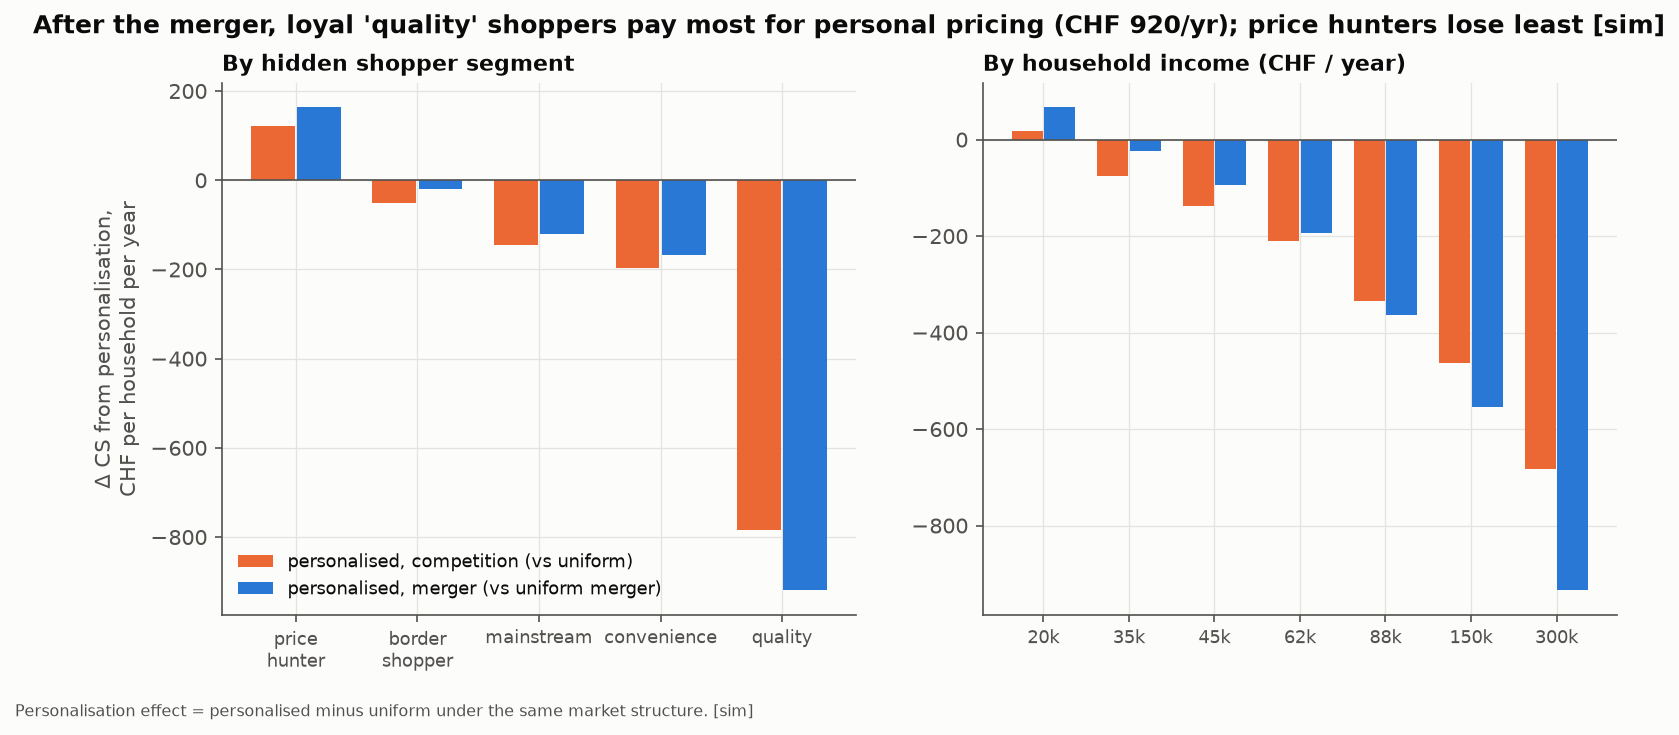 After the merger, loyal 'quality' shoppers pay most for personal pricing (CHF 920/yr); price hunters lose least [sim]
By hidden shopper segment
Δ CS from personalisation,
CHF per household per year
200
0
−200
−400
−600
−800
personalised, competition (vs uniform)
personalised, merger (vs uniform merger)
price
hunter
border
shopper
mainstream
convenience
quality
By household income (CHF / year)
0
−200
−400
−600
−800
20k
35k
45k
62k
88k
150k
300k
Personalisation effect = personalised minus uniform under the same market structure. [sim]